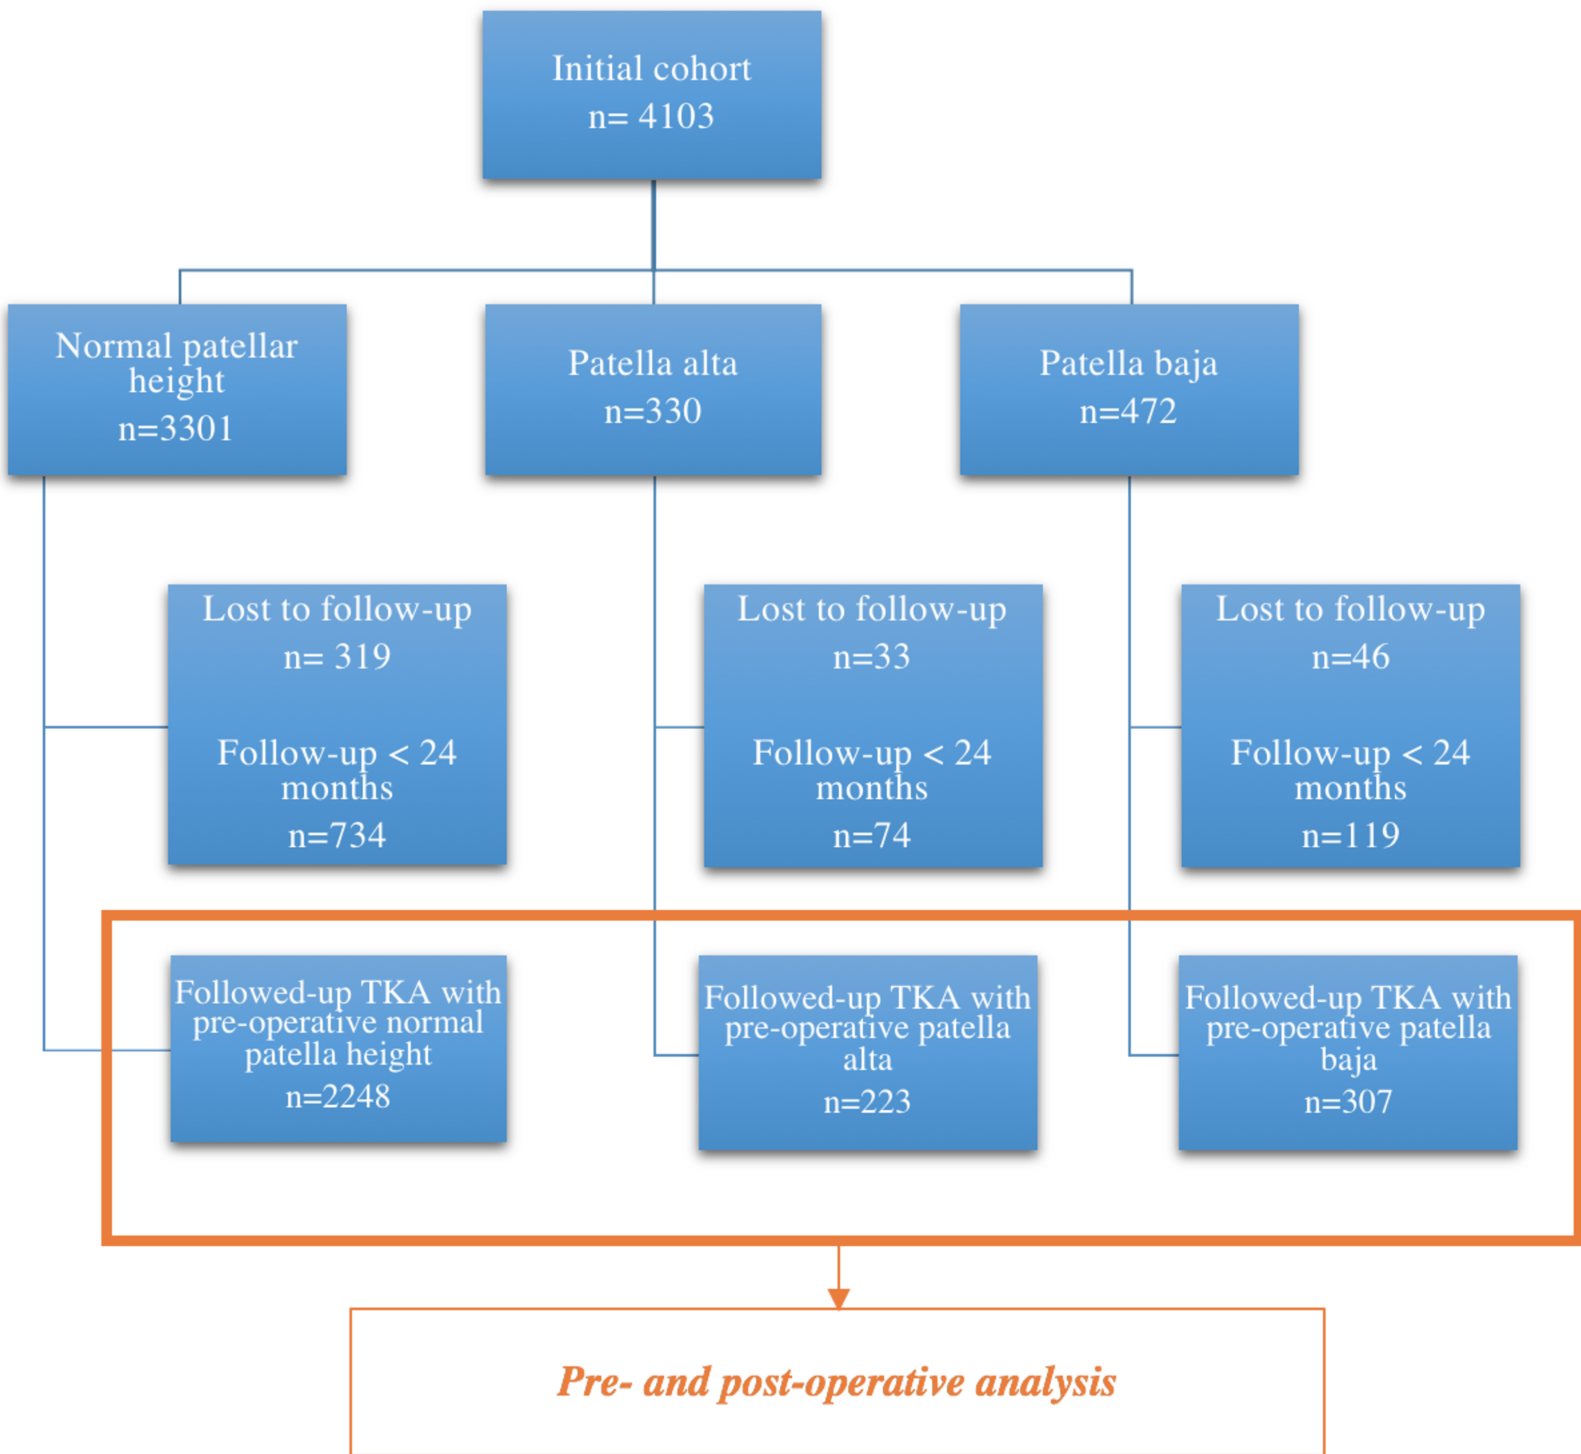 Initial cohort
n= 4103
Normal patellar
height
n=3301
Patella alta
n=330
Patella baja
n=472
Lost to follow-up
n= 319
Follow-up < 24
months
n=734
Lost to follow-up
n=33
Follow-up < 24
months
n=74
Lost to follow-up
n=46
Follow-up < 24
months
n=119
Followed-up TKA with
pre-operative normal
patella height
n=2248
Followed-up TKA with
pre-operative patella
alta
n=223
Followed-up TKA with
pre-operative patella
baja
n=307
Pre- and post-operative analysis